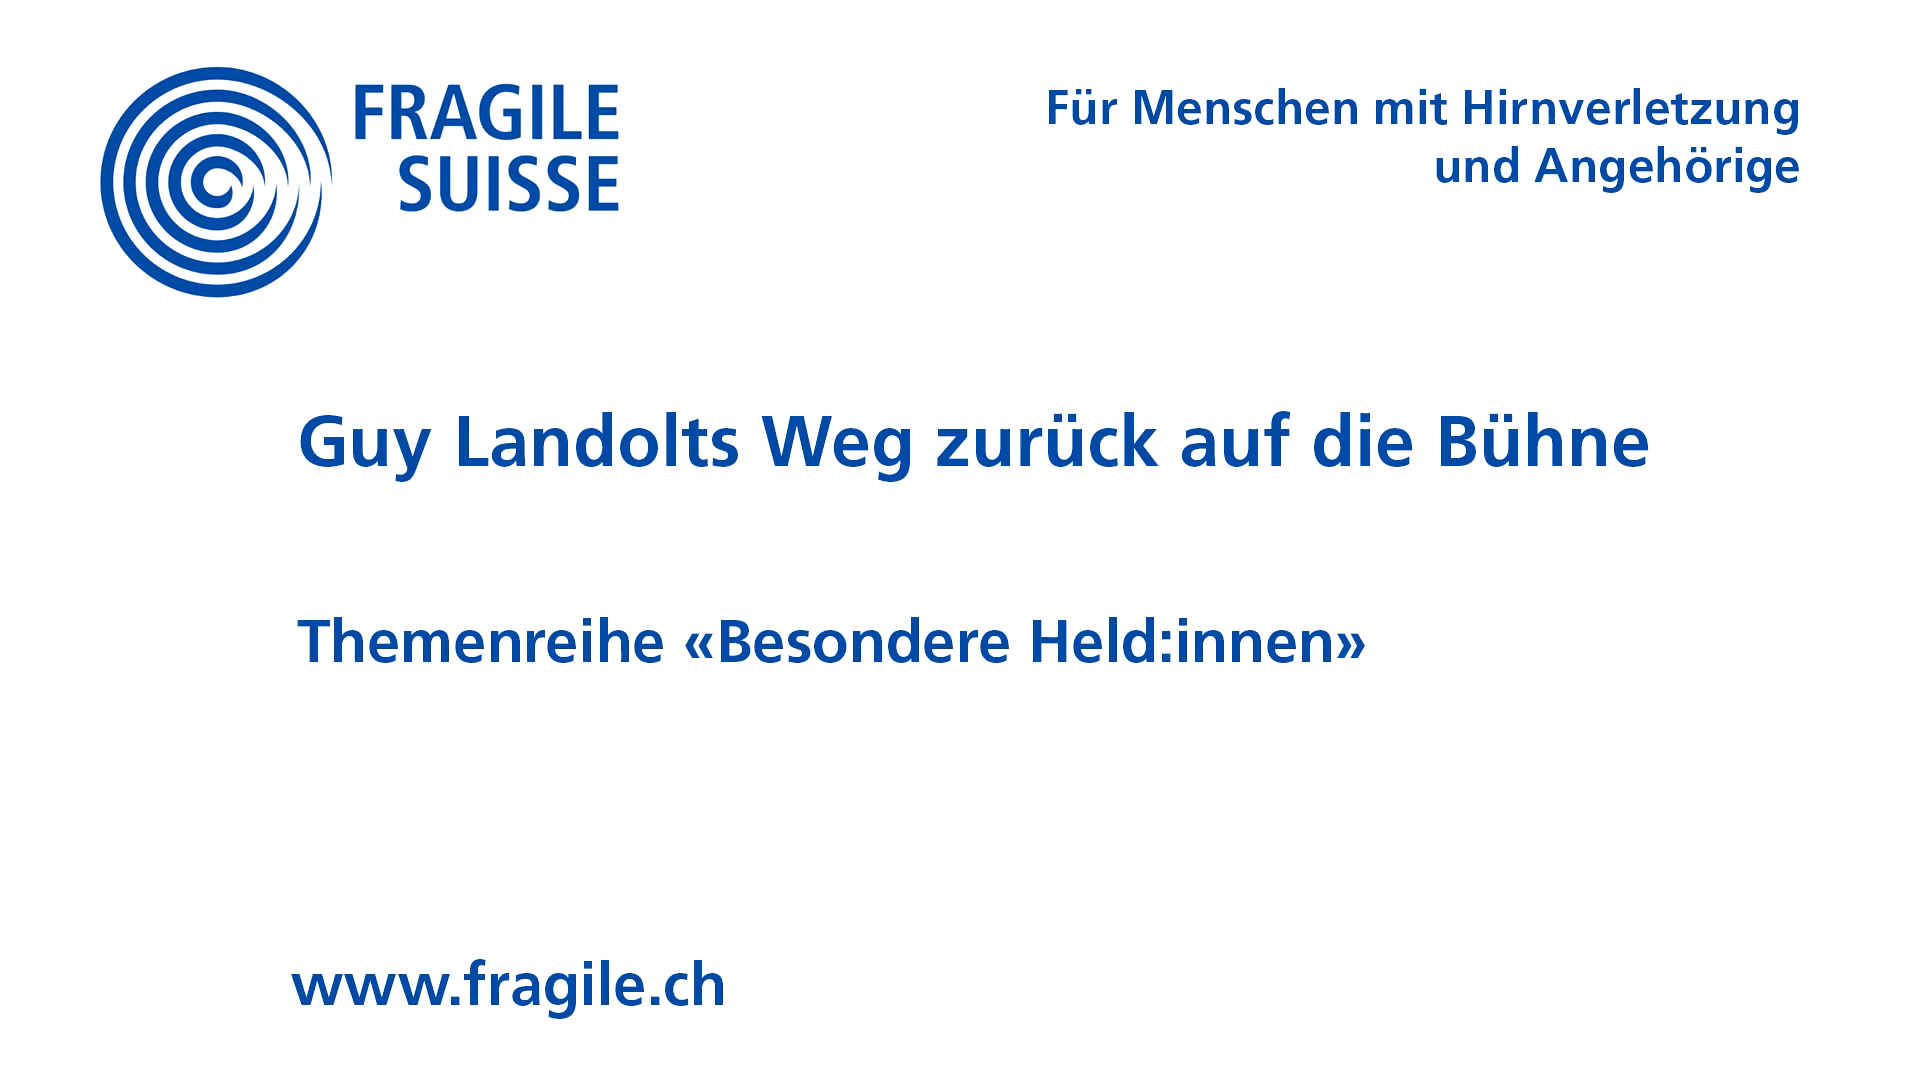 FRAGILE
SUISSE
Für Menschen mit Hirnverletzung
und Angehörige
Guy Landolts Weg zurück auf die Bühne
Themenreihe «Besondere Held:innen»
www.fragile.ch